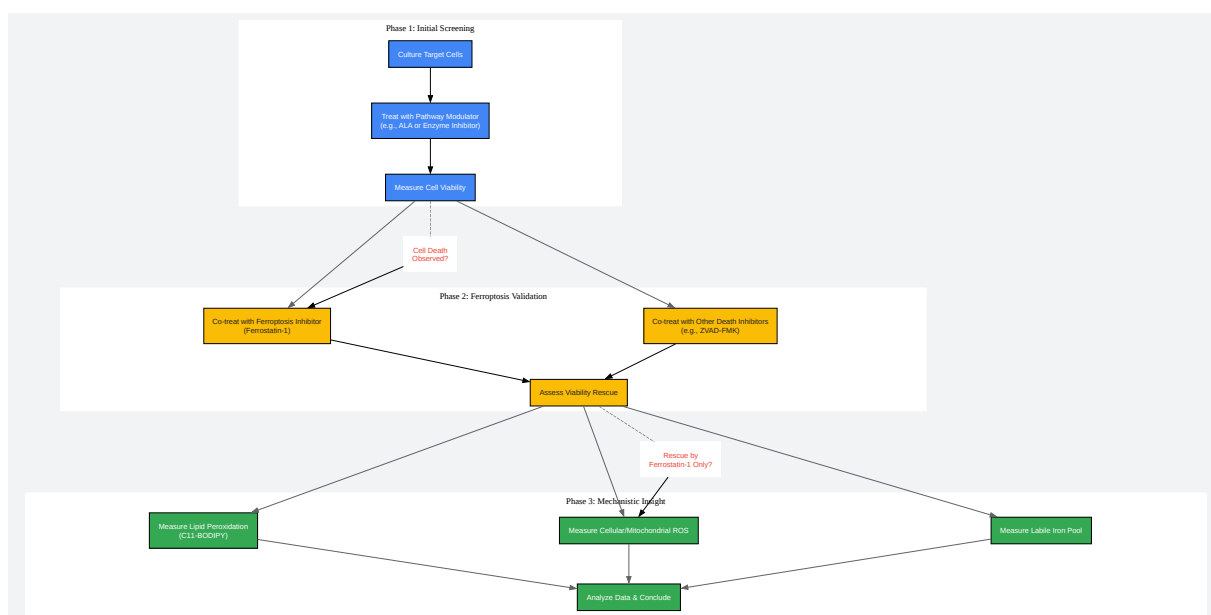 Phase 1: Initial Screening
Culture Target Cells
Treat with Pathway Modulator
(e.g., ALA or Enzyme Inhibitor)
Measure Cell Viability
Cell Death
Observed?
Phase 2: Ferroptosis Validation
Co-treat with Ferroptosis Inhibitor
(Ferrostatin-1)
Co-treat with Other Death Inhibitors
(e.g., ZVAD-FMK)
Assess Viability Rescue
Rescue by
Ferrostatin-1 Only?
Phase 3: Mechanistic Insight
Measure Lipid Peroxidation
(C11-BODIPY)
Measure Cellular/Mitochondrial ROS
Measure Labile Iron Pool
Analyze Data & Conclude